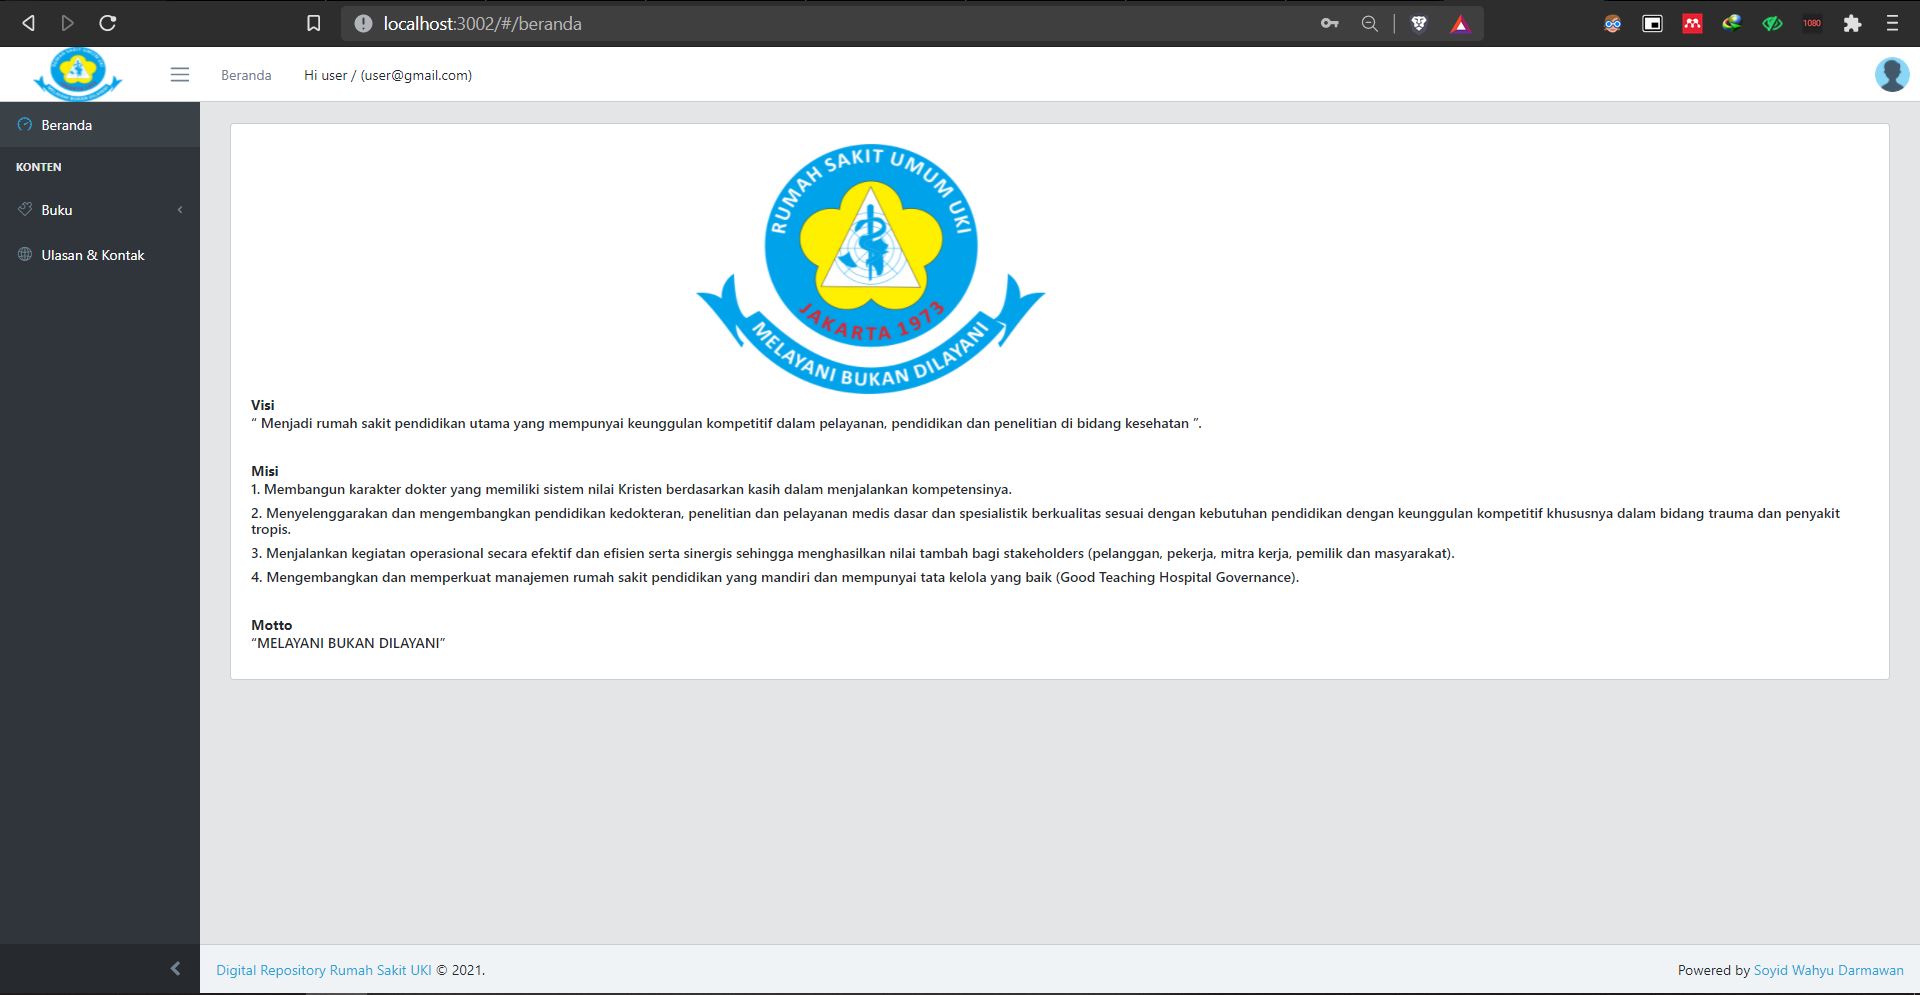 localhost:3002/#/beranda
1080
Beranda
Hi user / (user@gmail.com)
Beranda
KONTEN
Buku
Ulasan & Kontak
RUMAH SAKIT UMUM UKI
JAKARTA 1973
MELAYANI BUKAN DILAYANI
Visi
“ Menjadi rumah sakit pendidikan utama yang mempunyai keunggulan kompetitif dalam pelayanan, pendidikan dan penelitian di bidang kesehatan ”.
Misi
1. Membangun karakter dokter yang memiliki sistem nilai Kristen berdasarkan kasih dalam menjalankan kompetensinya.
2. Menyelenggarakan dan mengembangkan pendidikan kedokteran, penelitian dan pelayanan medis dasar dan spesialistik berkualitas sesuai dengan kebutuhan pendidikan dengan keunggulan kompetitif khususnya dalam bidang trauma dan penyakit
tropis.
3. Menjalankan kegiatan operasional secara efektif dan efisien serta sinergis sehingga menghasilkan nilai tambah bagi stakeholders (pelanggan, pekerja, mitra kerja, pemilik dan masyarakat).
4. Mengembangkan dan memperkuat manajemen rumah sakit pendidikan yang mandiri dan mempunyai tata kelola yang baik (Good Teaching Hospital Governance).
Motto
“MELAYANI BUKAN DILAYANI”
Digital Repository Rumah Sakit UKI © 2021.
Powered by Soyid Wahyu Darmawan